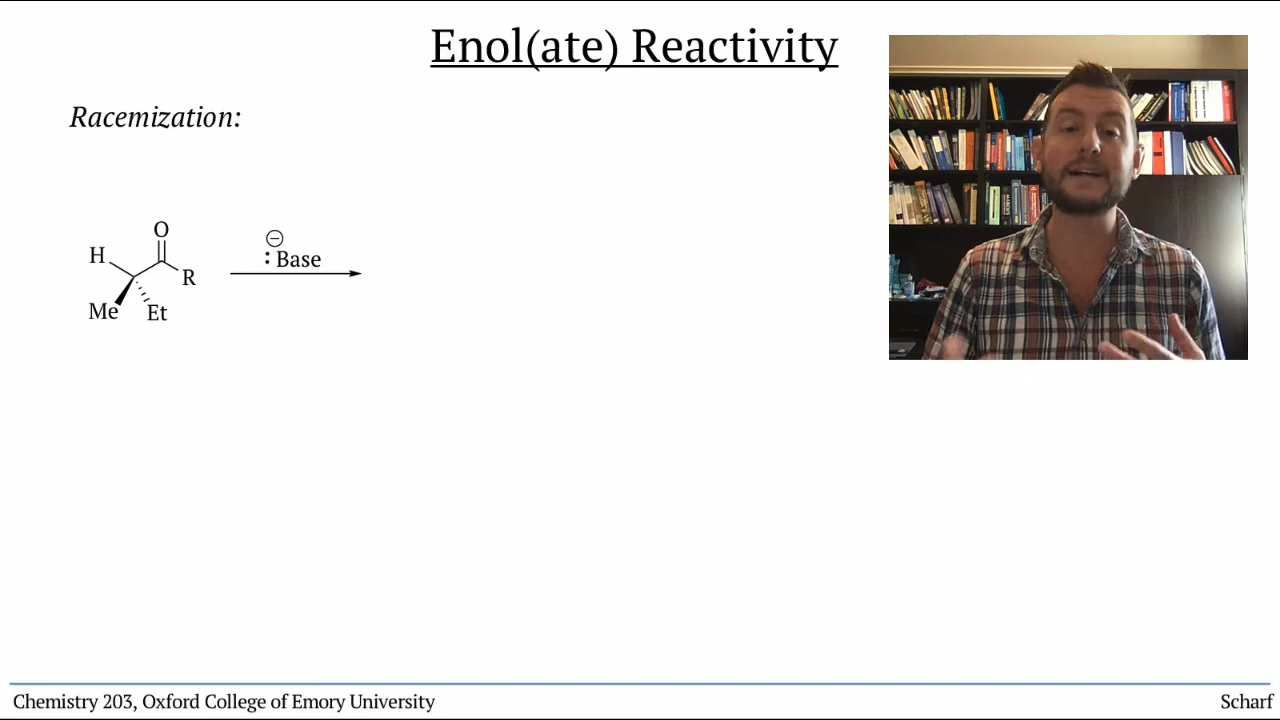 Enol(ate) Reactivity
Racemization:
O
H
R
Me
Et
⊖
:Base
Chemistry 203, Oxford College of Emory University
Scharf